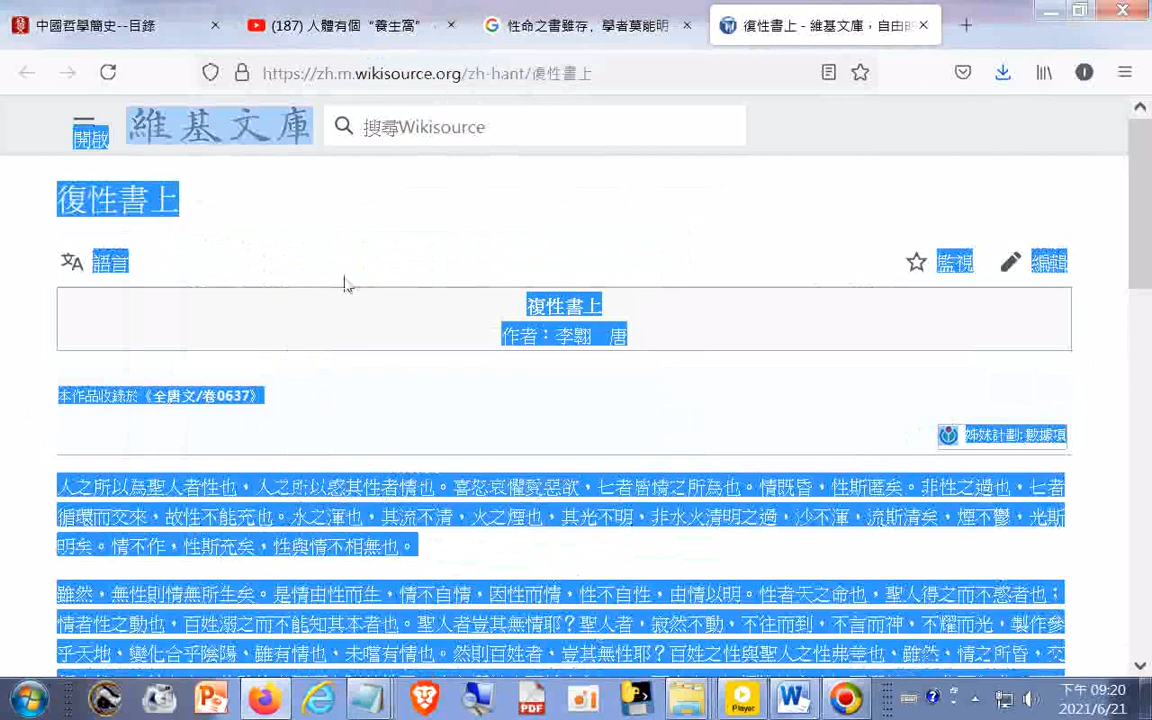 中國哲學簡史--目錄
(187) 人體有個“養生窩”
性命之書雖存，學者莫能明
復性書上 - 維基文庫，自由的
https://zh.m.wikisource.org/zh-hant/復性書上
開啟
維基文庫
搜尋Wikisource
復性書上
語言
監視
編輯
復性書上
作者：李翺　唐
本作品收錄於《全唐文/卷0637》
姊妹計劃: 數據項
人之所以為聖人者性也，人之所以惑其性者情也。喜怒哀懼愛惡欲，七者皆情之所為也。情既昏，性斯匿矣。非性之過也，七者
循環而交來，故性不能充也。水之渾也，其流不清，火之煙也，其光不明，非水火清明之過，沙不渾，流斯清矣，煙不鬱，光斯
明矣。情不作，性斯充矣，性與情不相無也。
雖然，無性則情無所生矣。是情由性而生，情不自情，因性而情，性不自性，由情以明。性者天之命也，聖人得之而不惑者也；
情者性之動也，百姓溺之而不能知其本者也。聖人者豈其無情耶？聖人者，寂然不動，不往而到，不言而神，不耀而光，製作參
乎天地，變化合乎陰陽，雖有情也，未嘗有情也。然則百姓者，豈其無性耶？百姓之性與聖人之性弗差也，雖然，情之所昏，交
PDF
Player
下午 09:20
2021/6/21